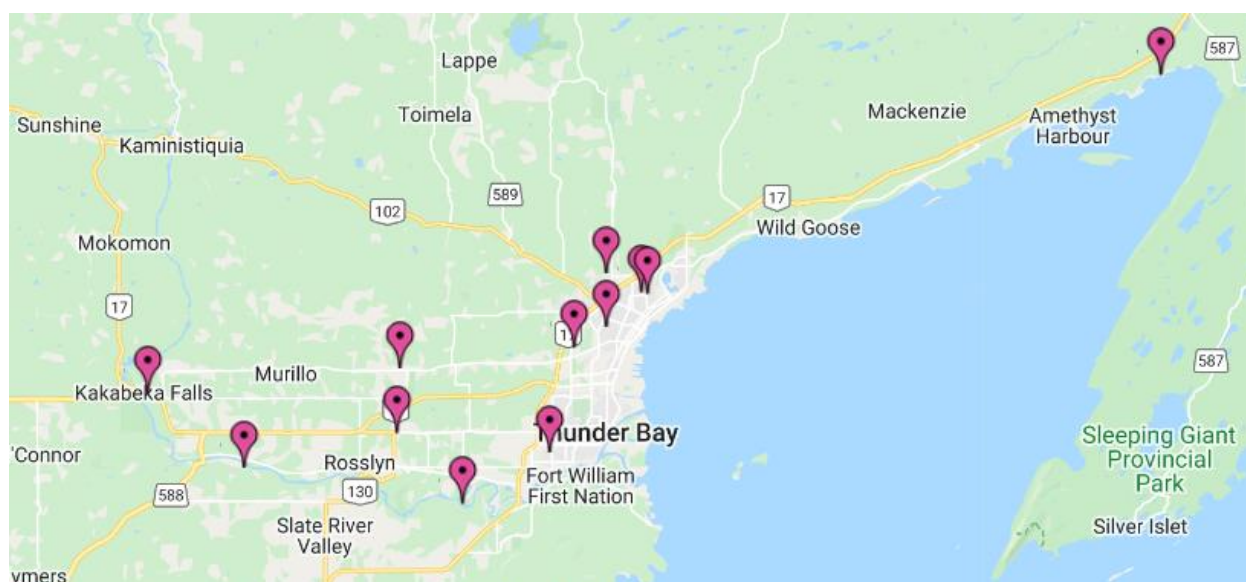 Lappe
587
Toimela
Mackenzie
Amethyst
Harbour
Sunshine
Kaministiquia
589
17
102
Wild Goose
Mokomon
17
587
Murillo
Kakabeka Falls
Thunder Bay
Sleeping Giant
Provincial
Park
'Connor
Rosslyn
Fort William
First Nation
588
130
Slate River
Valley
Silver Islet
ymers